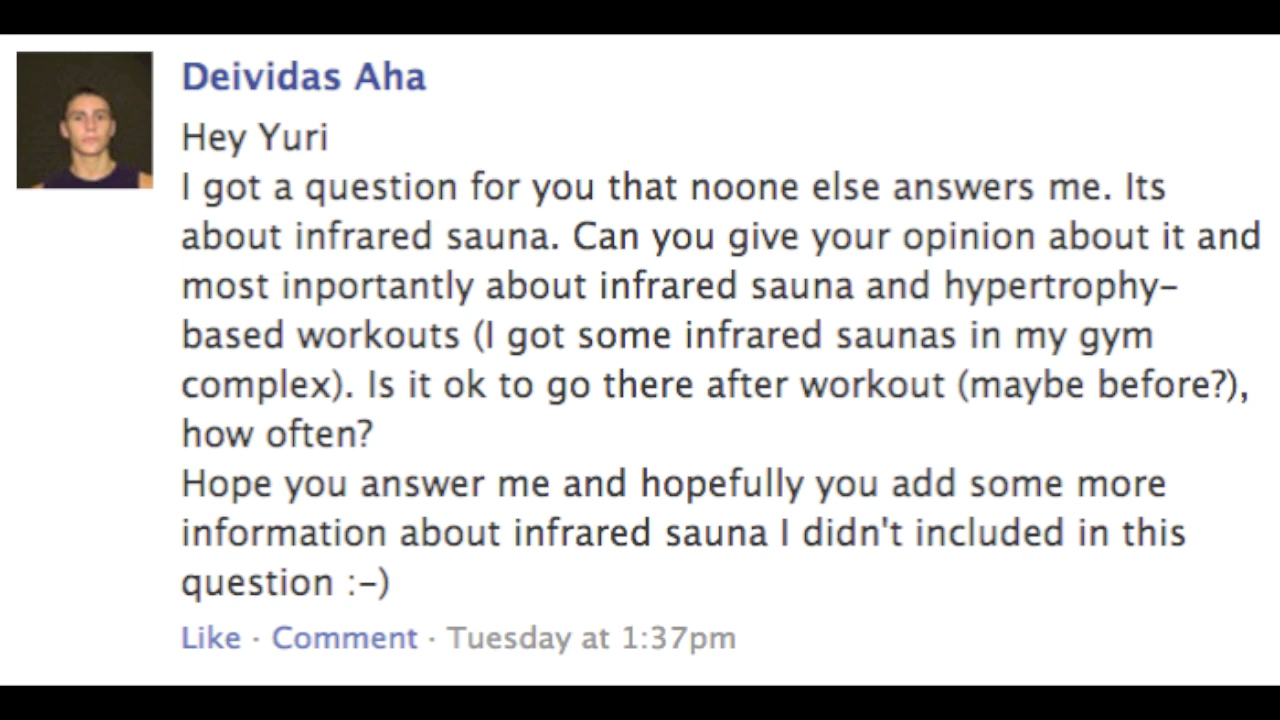 Deividas Aha
Hey Yuri
I got a question for you that noone else answers me. Its
about infrared sauna. Can you give your opinion about it and
most inportantly about infrared sauna and hypertrophy-
based workouts (I got some infrared saunas in my gym
complex). Is it ok to go there after workout (maybe before?),
how often?
Hope you answer me and hopefully you add some more
information about infrared sauna I didn't included in this
question :-)
Like · Comment · Tuesday at 1:37pm